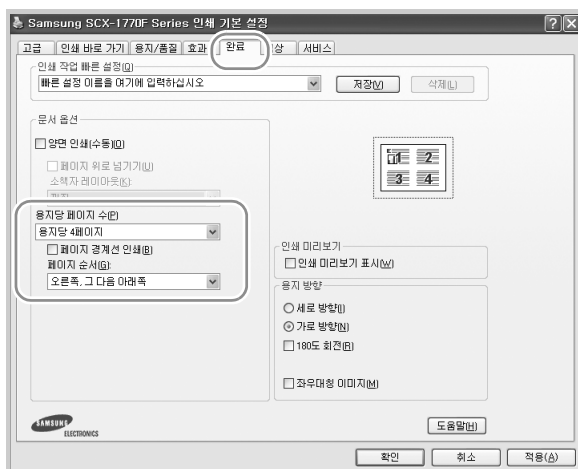 Samsung SCX-1770F Series 인쇄 기본 설정
고급 인쇄 바로 가기 용지/품질 효과 완료 상 서비스
인쇄 작업 빠른 설정(Q)
빠른 설정 이름을 여기에 입력하십시오 저장(V) 삭제(L)
문서 옵션
양면 인쇄(수동)(O)
페이지 위로 넘기기(U)
소책자 레이아웃(K):
용지당 페이지 수(P)
용지당 4페이지
페이지 경계선 인쇄(B)
페이지 순서(G):
오른쪽, 그 다음 아래쪽
1 2
3 4
인쇄 미리보기
인쇄 미리보기 표시(W)
용지 방향
세로 방향(I)
가로 방향(N)
180도 회전(R)
좌우대칭 이미지(M)
SAMSUNG
ELECTRONICS
도움말(H)
확인 취소 적용(A)